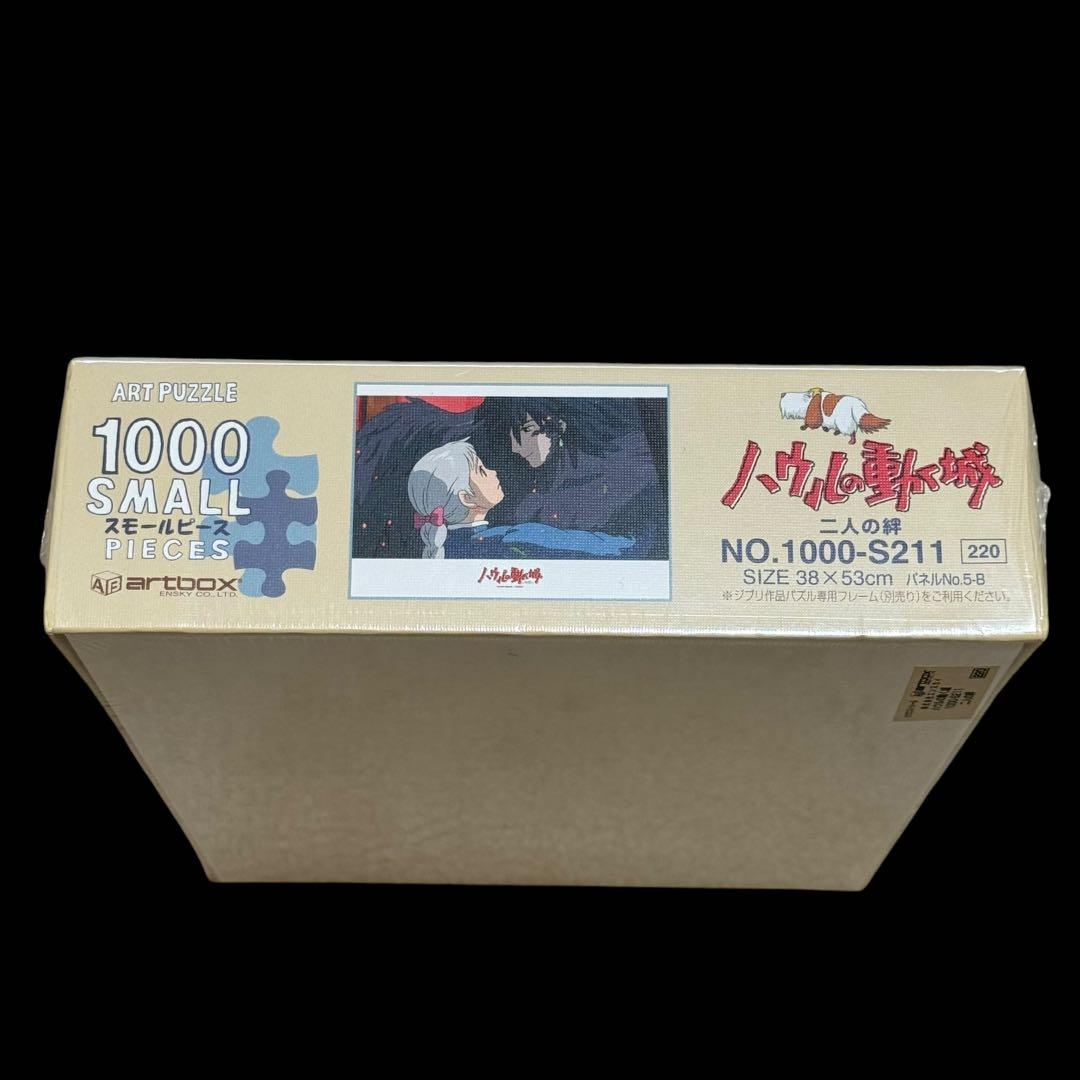 ART PUZZLE
1000
SMALL
スモールピース
PIECES
artbox
ENSKY CO., LTD.
ハウルの動く城
ハウルの動く城
二人の絆
NO.1000-S211 220
SIZE 38×53cm パネルNo.5-B
※ジブリ作品パズル専用フレーム(別売り)をご利用ください。
artbox